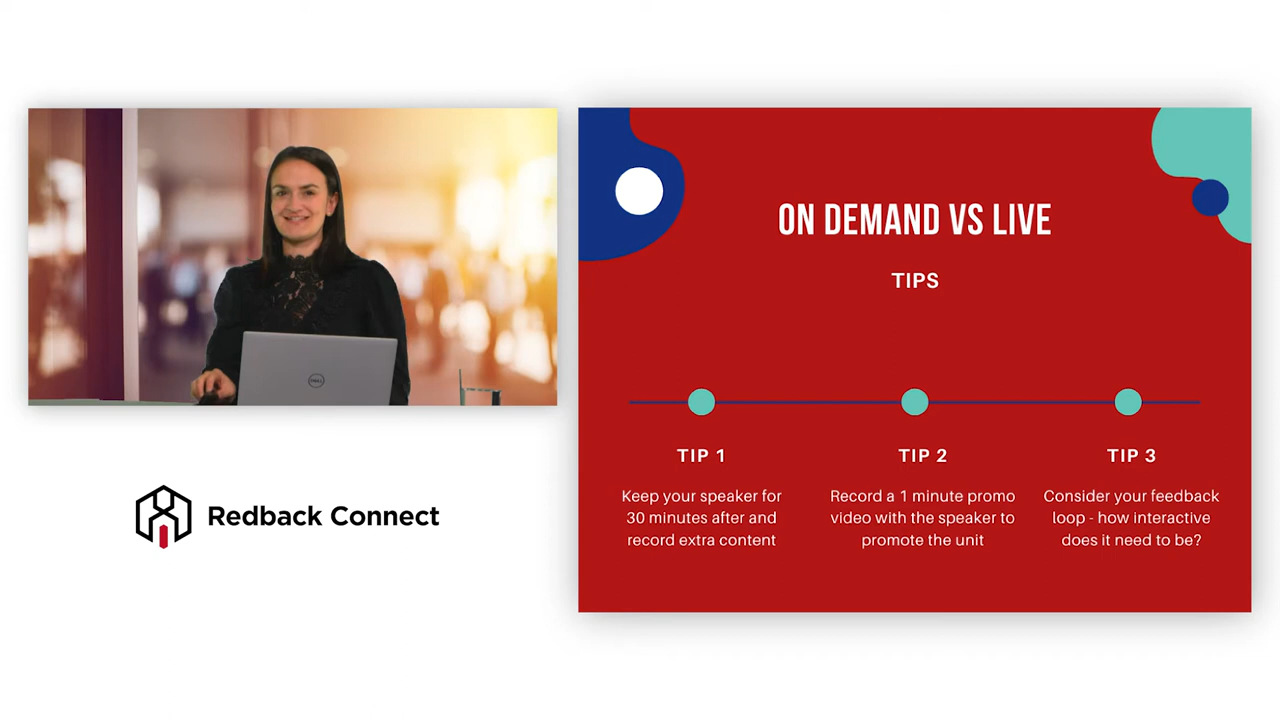 ON DEMAND VS LIVE
TIPS
TIP 1
Keep your speaker for
30 minutes after and
record extra content
TIP 2
Record a 1 minute promo
video with the speaker to
promote the unit
TIP 3
Consider your feedback
loop - how interactive
does it need to be?
DELL
Redback Connect